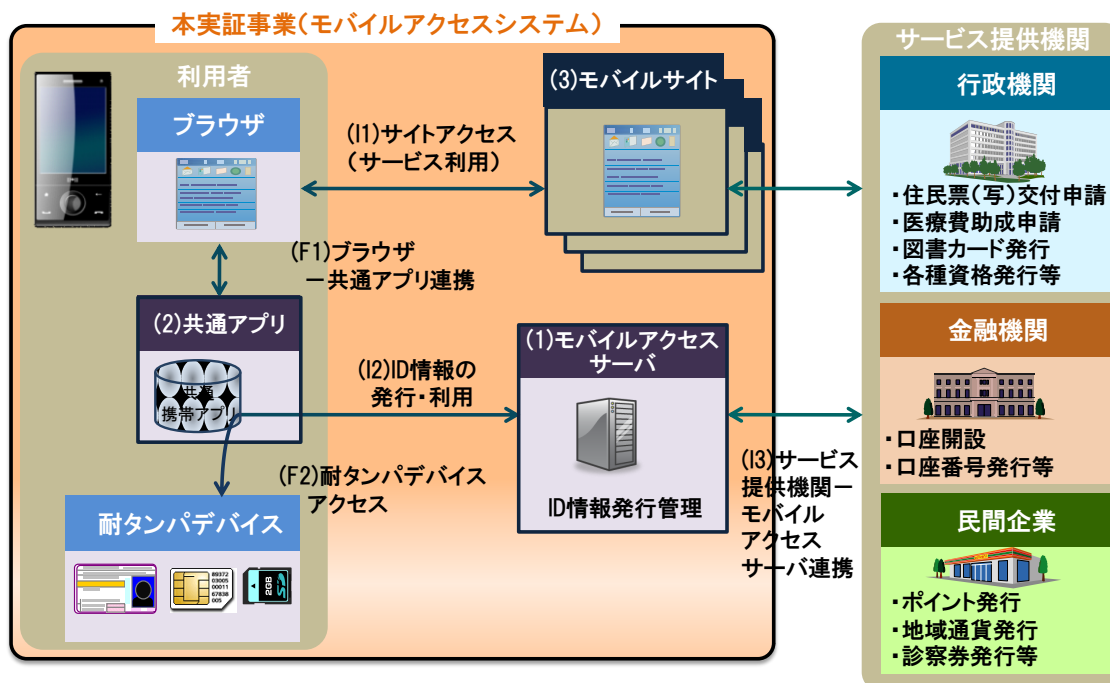 本実証事業(モバイルアクセスシステム)
利用者
ブラウザ
(I1)サイトアクセス
(サービス利用)
(3)モバイルサイト
(F1)ブラウザ
－共通アプリ連携
(2)共通アプリ
共通
携帯アプリ
(I2)ID情報の
発行・利用
(1)モバイルアクセス
サーバ
ID情報発行管理
(F2)耐タンパデバイス
アクセス
耐タンパデバイス
89372
03005
00011
67838
005
2GB
SD
(I3)サービス
提供機関－
モバイル
アクセス
サーバ連携
サービス提供機関
行政機関
・住民票(写)交付申請
・医療費助成申請
・図書カード発行
・各種資格発行等
金融機関
・口座開設
・口座番号発行等
民間企業
・ポイント発行
・地域通貨発行
・診察券発行等